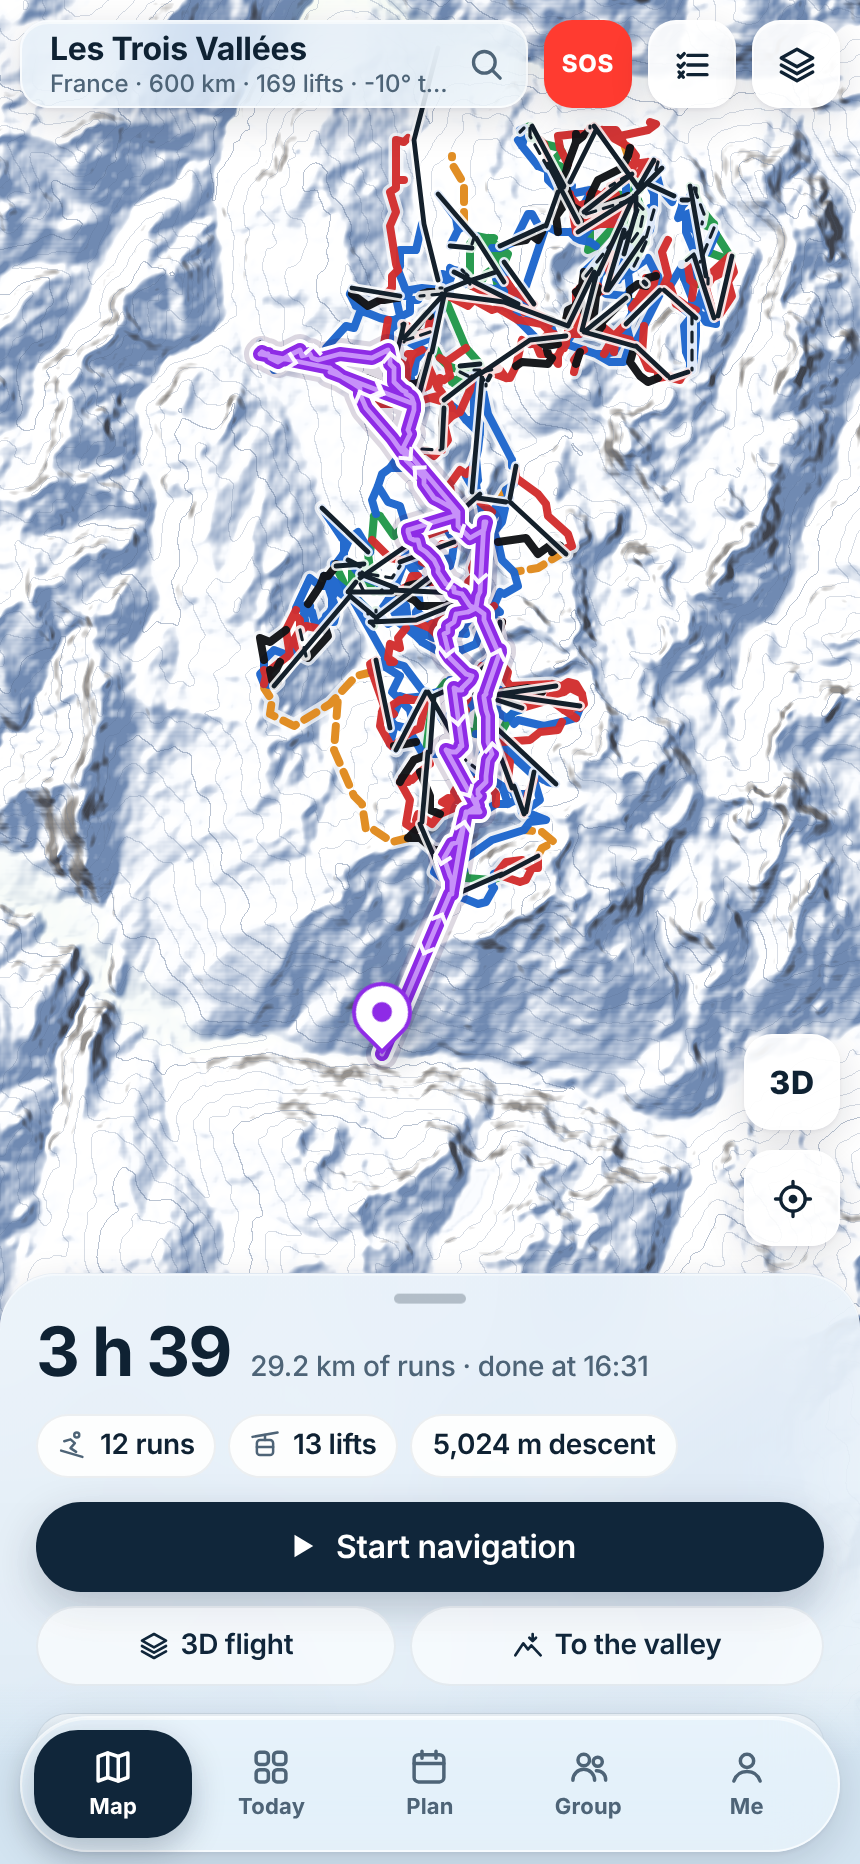 Les Trois Vallées
France · 600 km · 169 lifts · -10° t...
SOS
3D
3 h 39
29.2 km of runs · done at 16:31
12 runs
13 lifts
5,024 m descent
Start navigation
3D flight
To the valley
Map
Today
Plan
Group
Me